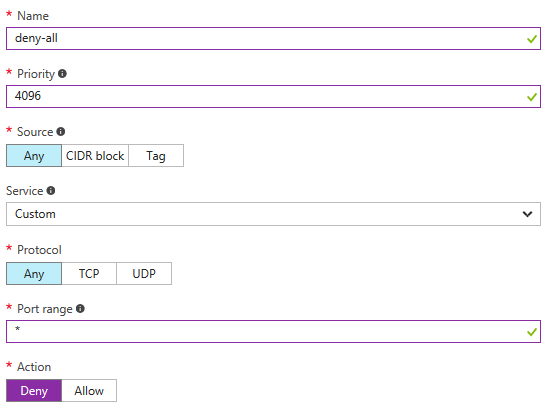 * Name
deny-all
* Priority
4096
* Source
Any CIDR block Tag
Service
Custom
* Protocol
Any TCP UDP
* Port range
*
* Action
Deny Allow